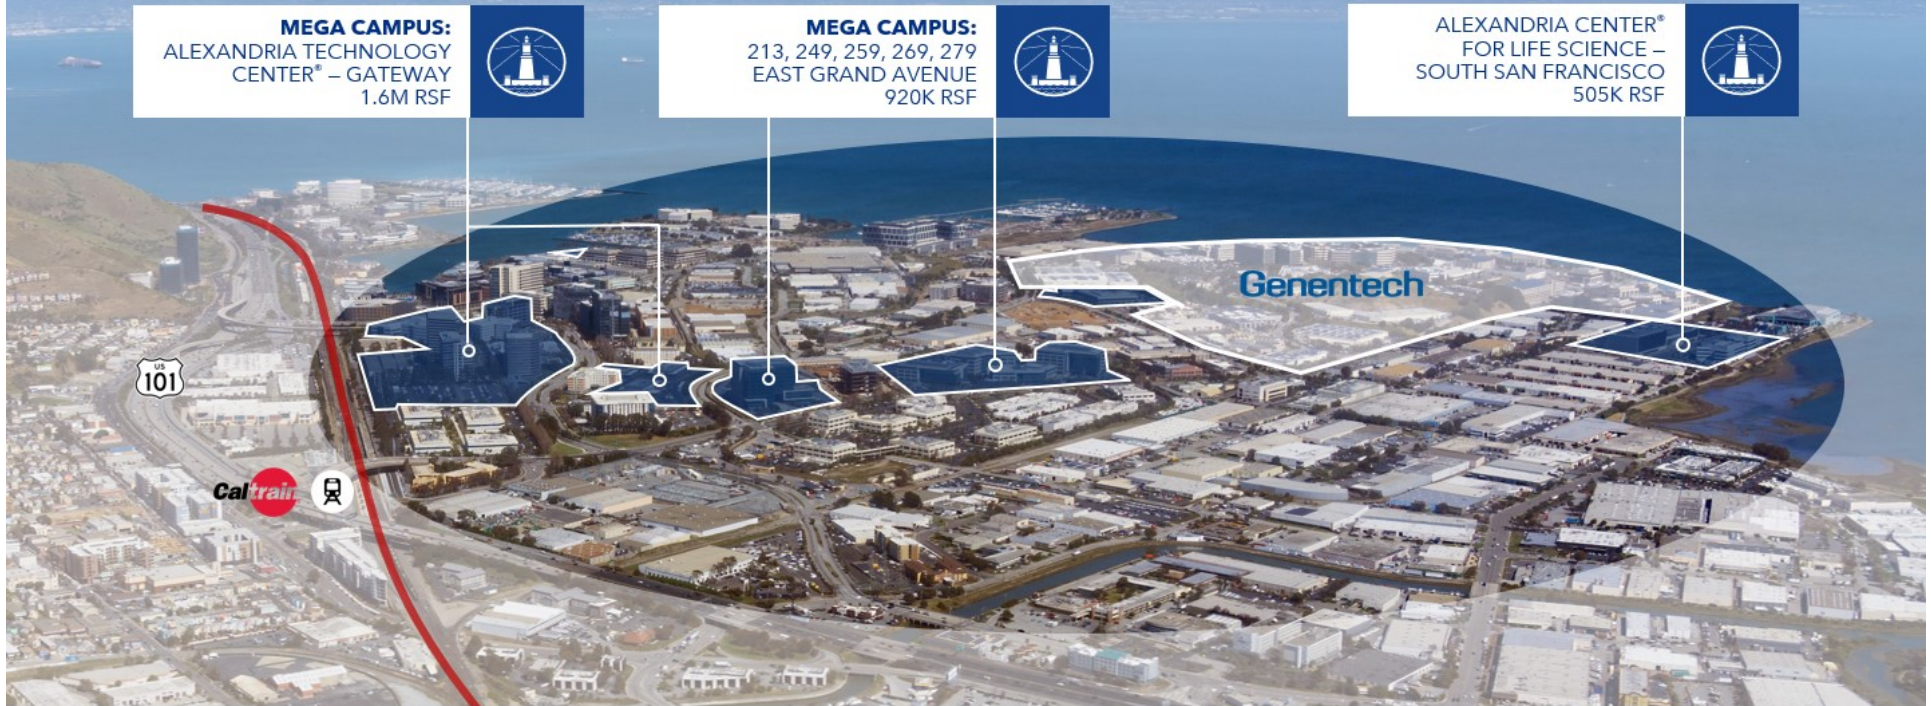 MEGA CAMPUS:
ALEXANDRIA TECHNOLOGY
CENTER® – GATEWAY
1.6M RSF
MEGA CAMPUS:
213, 249, 259, 269, 279
EAST GRAND AVENUE
920K RSF
ALEXANDRIA CENTER®
FOR LIFE SCIENCE –
SOUTH SAN FRANCISCO
505K RSF
Genentech
US
101
Caltrain